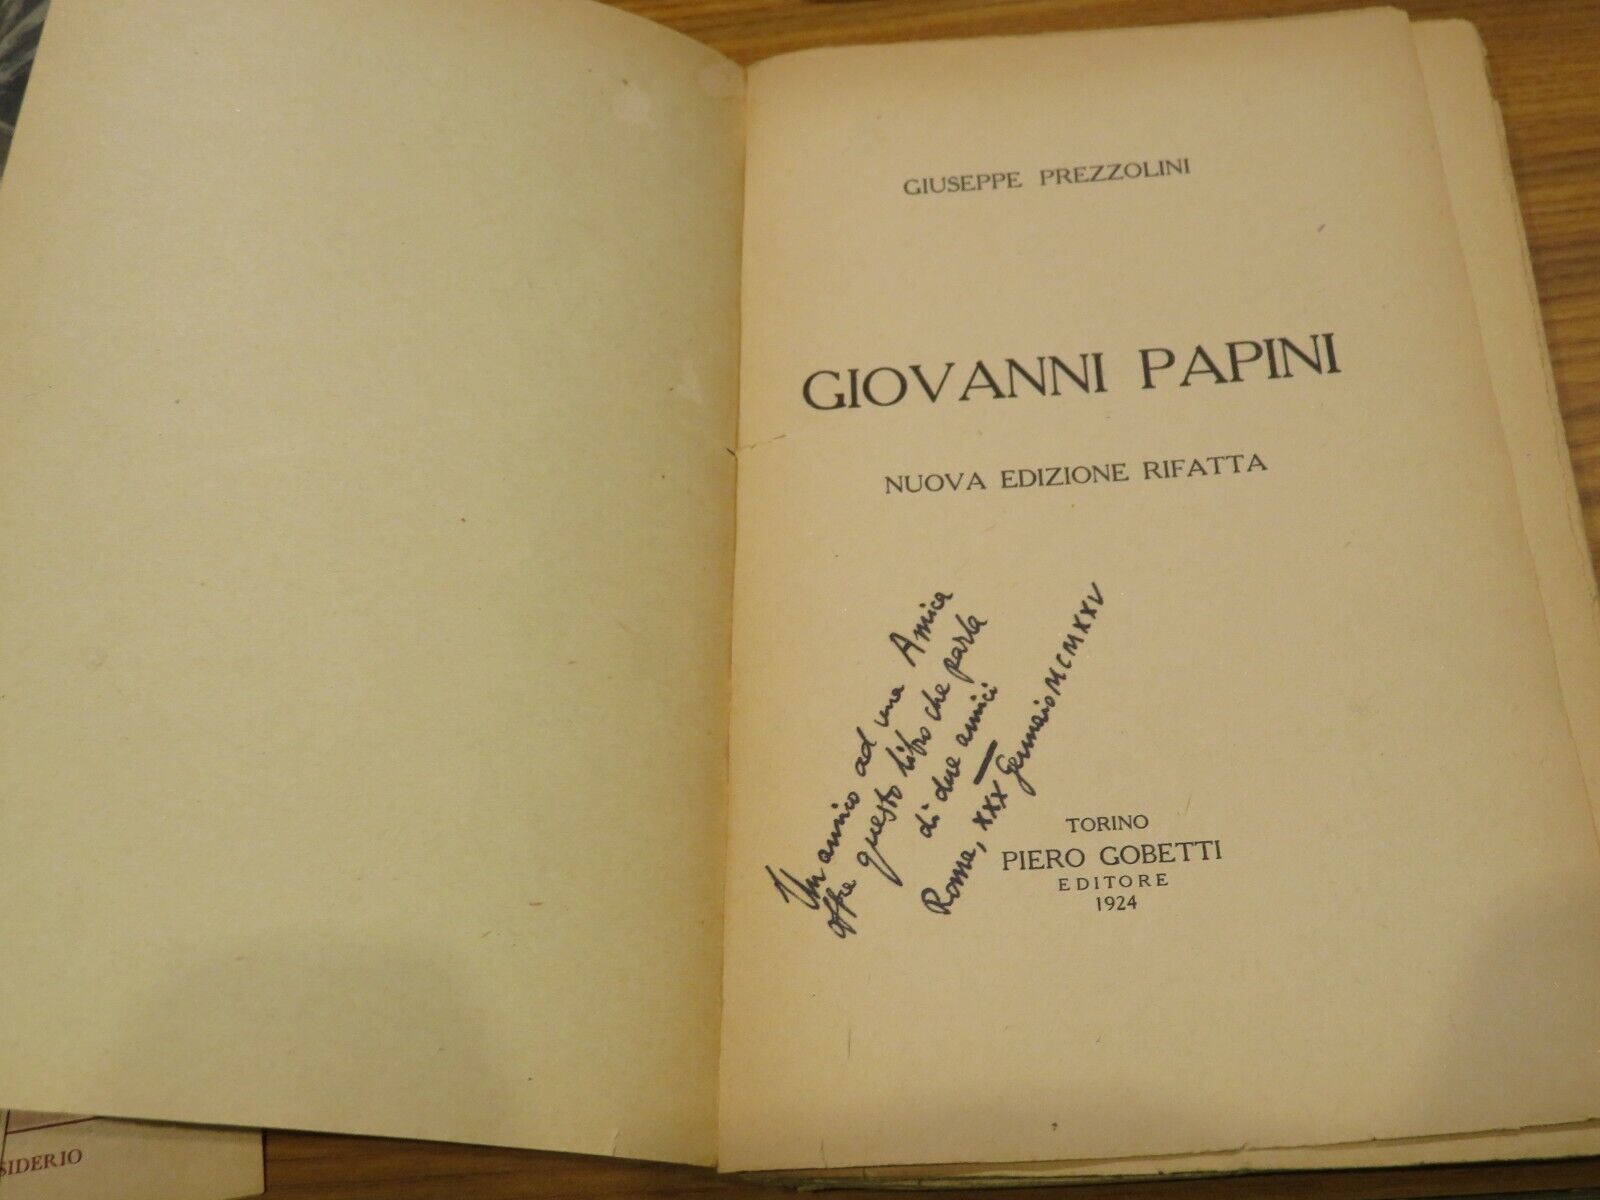 GIUSEPPE PREZZOLINI
GIOVANNI PAPINI
NUOVA EDIZIONE RIFATTA
Un amico ad una Amica
offre questo libro che parla
di due amici
Roma, XXX Gennaio MCMXXV
TORINO
PIERO GOBETTI
EDITORE
1924
SIDERIO